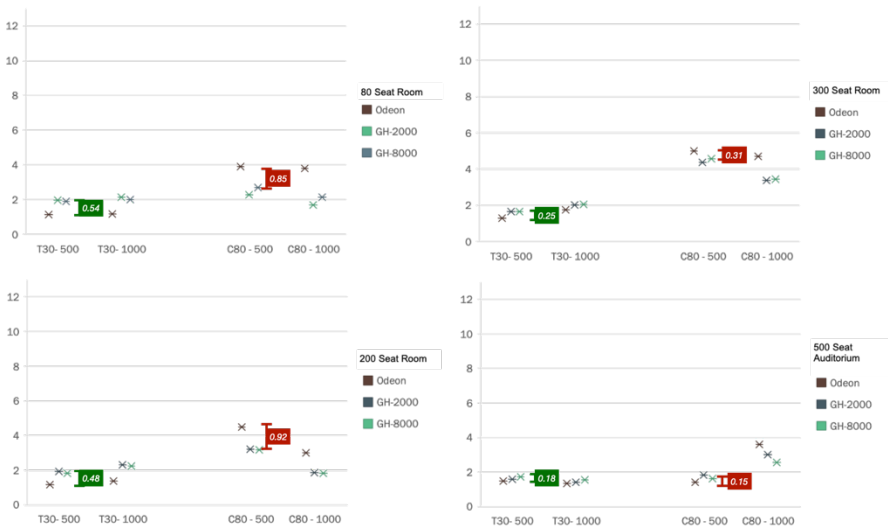 12
10
8
6
4
2
0
T30- 500
T30- 1000
C80 - 500
C80 - 1000
0.54
0.85
80 Seat Room
Odeon
GH-2000
GH-8000
12
10
8
6
4
2
0
T30- 500
T30- 1000
C80 - 500
C80 - 1000
0.25
0.31
300 Seat Room
Odeon
GH-2000
GH-8000
12
10
8
6
4
2
0
T30- 500
T30- 1000
C80 - 500
C80 - 1000
0.48
0.92
200 Seat Room
Odeon
GH-2000
GH-8000
12
10
8
6
4
2
0
T30- 500
T30- 1000
C80 - 500
C80 - 1000
0.18
0.15
500 Seat
Auditorium
Odeon
GH-2000
GH-8000